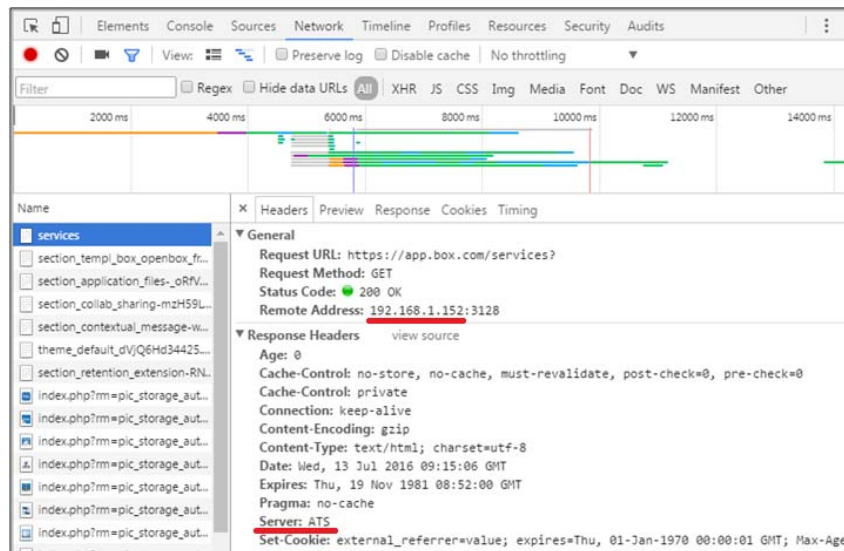 Elements Console Sources Network Timeline Profiles Resources Security Audits
View: Preserve log Disable cache No throttling
Filter Regex Hide data URLs All XHR JS CSS Img Media Font Doc WS Manifest Other
2000 ms 4000 ms 6000 ms 8000 ms 10000 ms 12000 ms 14000 ms
Name
services
section_templ_box_openbox_fr...
section_application_files-_oRfV...
section_collab_sharing-mzH59L...
section_contextual_message-w...
theme_default_dVjQ6Hd34425....
section_retention_extension-RN...
index.php?rm=pic_storage_aut...
index.php?rm=pic_storage_aut...
index.php?rm=pic_storage_aut...
index.php?rm=pic_storage_aut...
index.php?rm=pic_storage_aut...
index.php?rm=pic_storage_aut...
index.php?rm=pic_storage_aut...
× Headers Preview Response Cookies Timing
General
Request URL: https://app.box.com/services?
Request Method: GET
Status Code: 200 OK
Remote Address: 192.168.1.152:3128
Response Headers view source
Age: 0
Cache-Control: no-store, no-cache, must-revalidate, post-check=0, pre-check=0
Cache-Control: private
Connection: keep-alive
Content-Encoding: gzip
Content-Type: text/html; charset=utf-8
Date: Wed, 13 Jul 2016 09:15:06 GMT
Expires: Thu, 19 Nov 1981 08:52:00 GMT
Pragma: no-cache
Server: ATS
Set-Cookie: external_referrer=value; expires=Thu, 01-Jan-1970 00:00:01 GMT; Max-Age